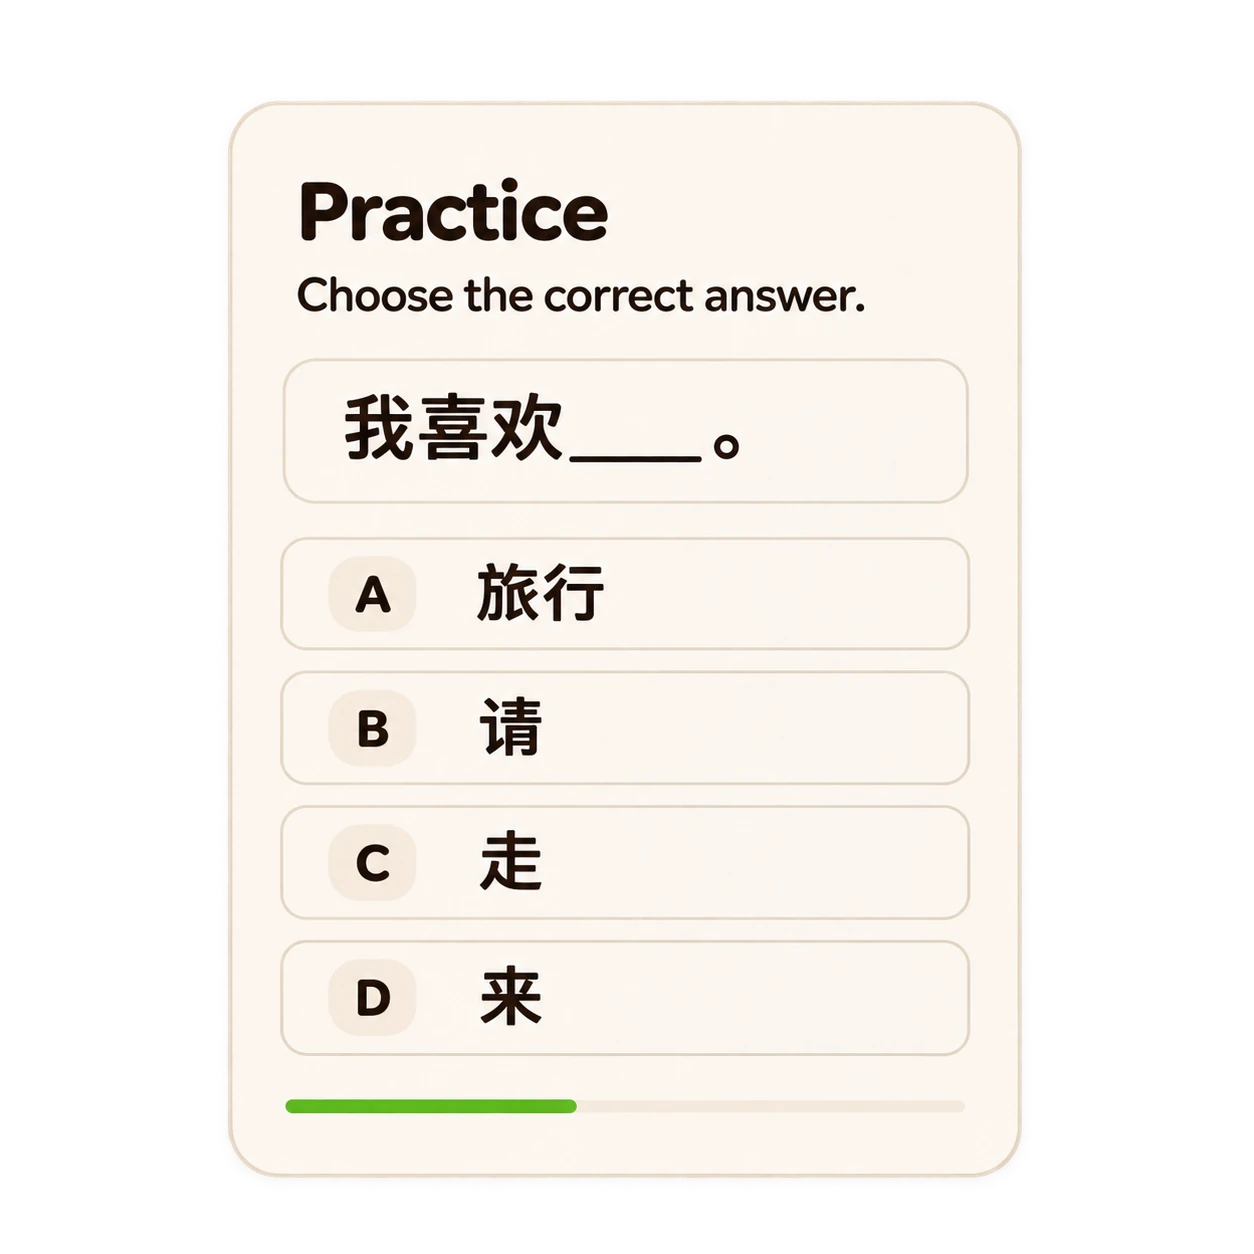 Practice
Choose the correct answer.
我喜欢____。
A 旅行
B 请
C 走
D 来